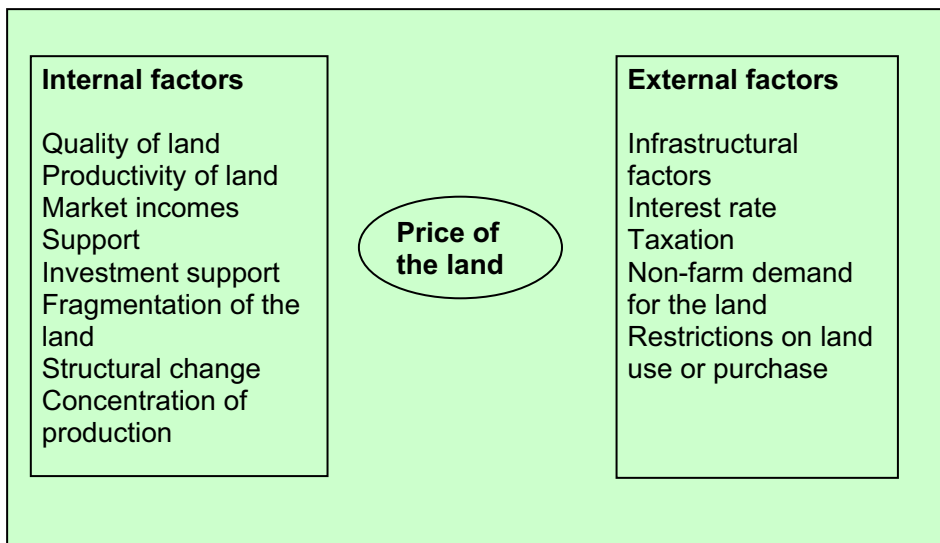 Internal factors
Quality of land
Productivity of land
Market incomes
Support
Investment support
Fragmentation of the
land
Structural change
Concentration of
production
Price of
the land
External factors
Infrastructural
factors
Interest rate
Taxation
Non-farm demand
for the land
Restrictions on land
use or purchase